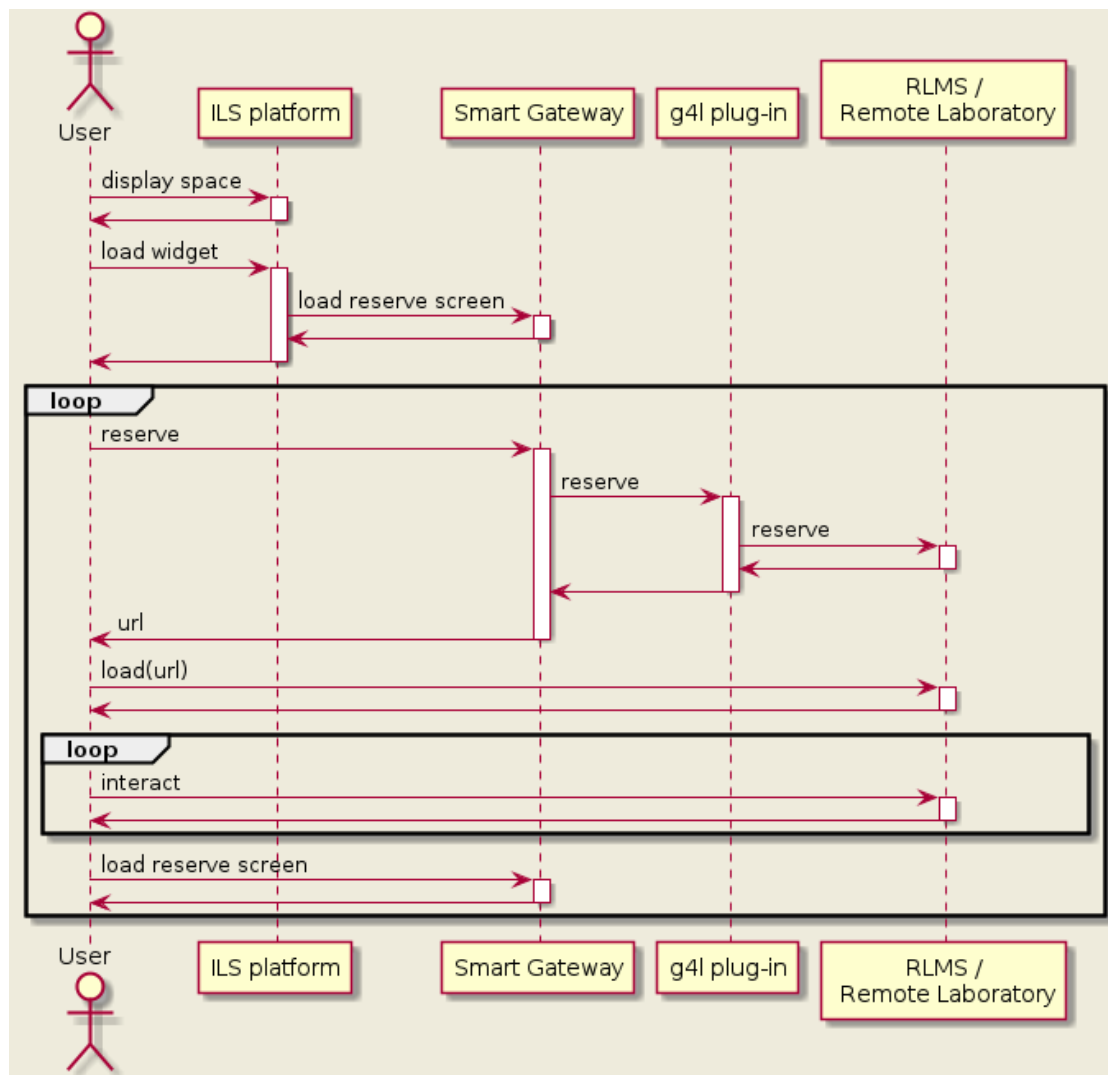 User
ILS platform
Smart Gateway
g4l plug-in
RLMS /
Remote Laboratory
display space
load widget
load reserve screen
loop
reserve
reserve
reserve
url
load(url)
loop
interact
load reserve screen
User
ILS platform
Smart Gateway
g4l plug-in
RLMS /
Remote Laboratory